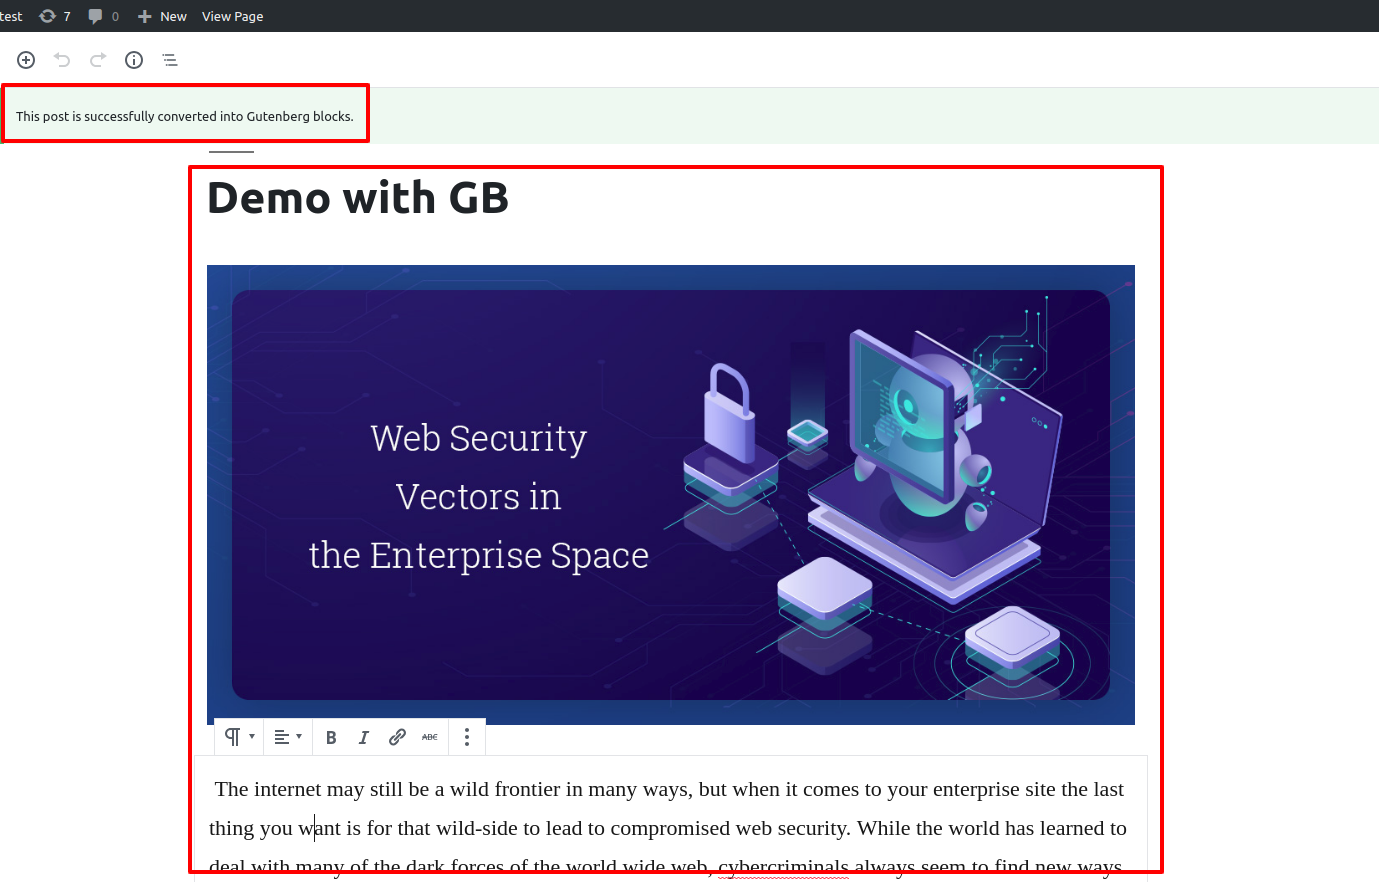 test 7 0 New View Page
This post is successfully converted into Gutenberg blocks.
Demo with GB
Web Security
Vectors in
the Enterprise Space
B I ABC
The internet may still be a wild frontier in many ways, but when it comes to your enterprise site the last
thing you want is for that wild-side to lead to compromised web security. While the world has learned to
deal with many of the dark forces of the world wide web, cybercriminals always seem to find new ways